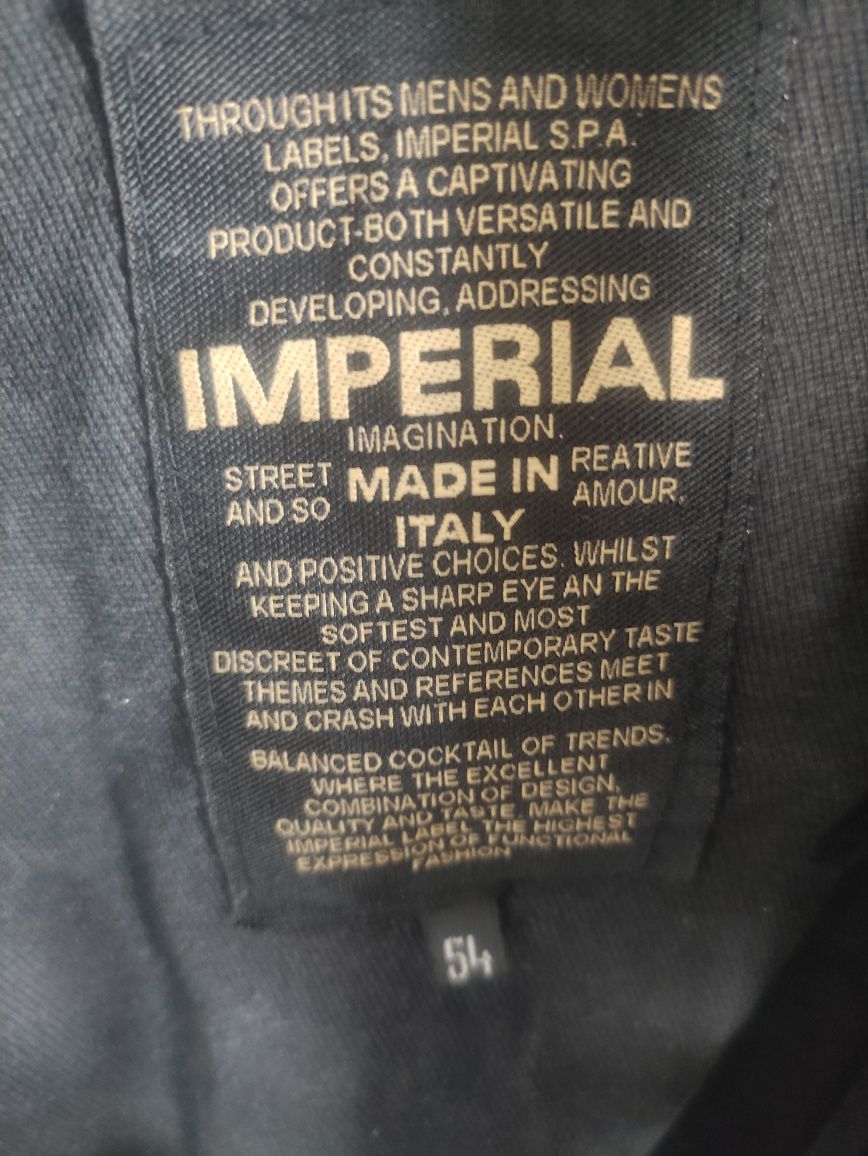 THROUGH ITS MENS AND WOMENS
LABELS, IMPERIAL S.P.A.
OFFERS A CAPTIVATING
PRODUCT-BOTH VERSATILE AND
CONSTANTLY
DEVELOPING, ADDRESSING
IMPERIAL
IMAGINATION.
STREET MADE IN REATIVE
AND SO ITALY AMOUR,
AND POSITIVE CHOICES. WHILST
KEEPING A SHARP EYE AN THE
SOFTEST AND MOST
DISCREET OF CONTEMPORARY TASTE
THEMES AND REFERENCES MEET
AND CRASH WITH EACH OTHER IN
BALANCED COCKTAIL OF TRENDS.
WHERE THE EXCELLENT
COMBINATION OF DESIGN,
QUALITY AND TASTE, MAKE THE
IMPERIAL LABEL THE HIGHEST
EXPRESSION OF FUNCTIONAL
FASHION
54